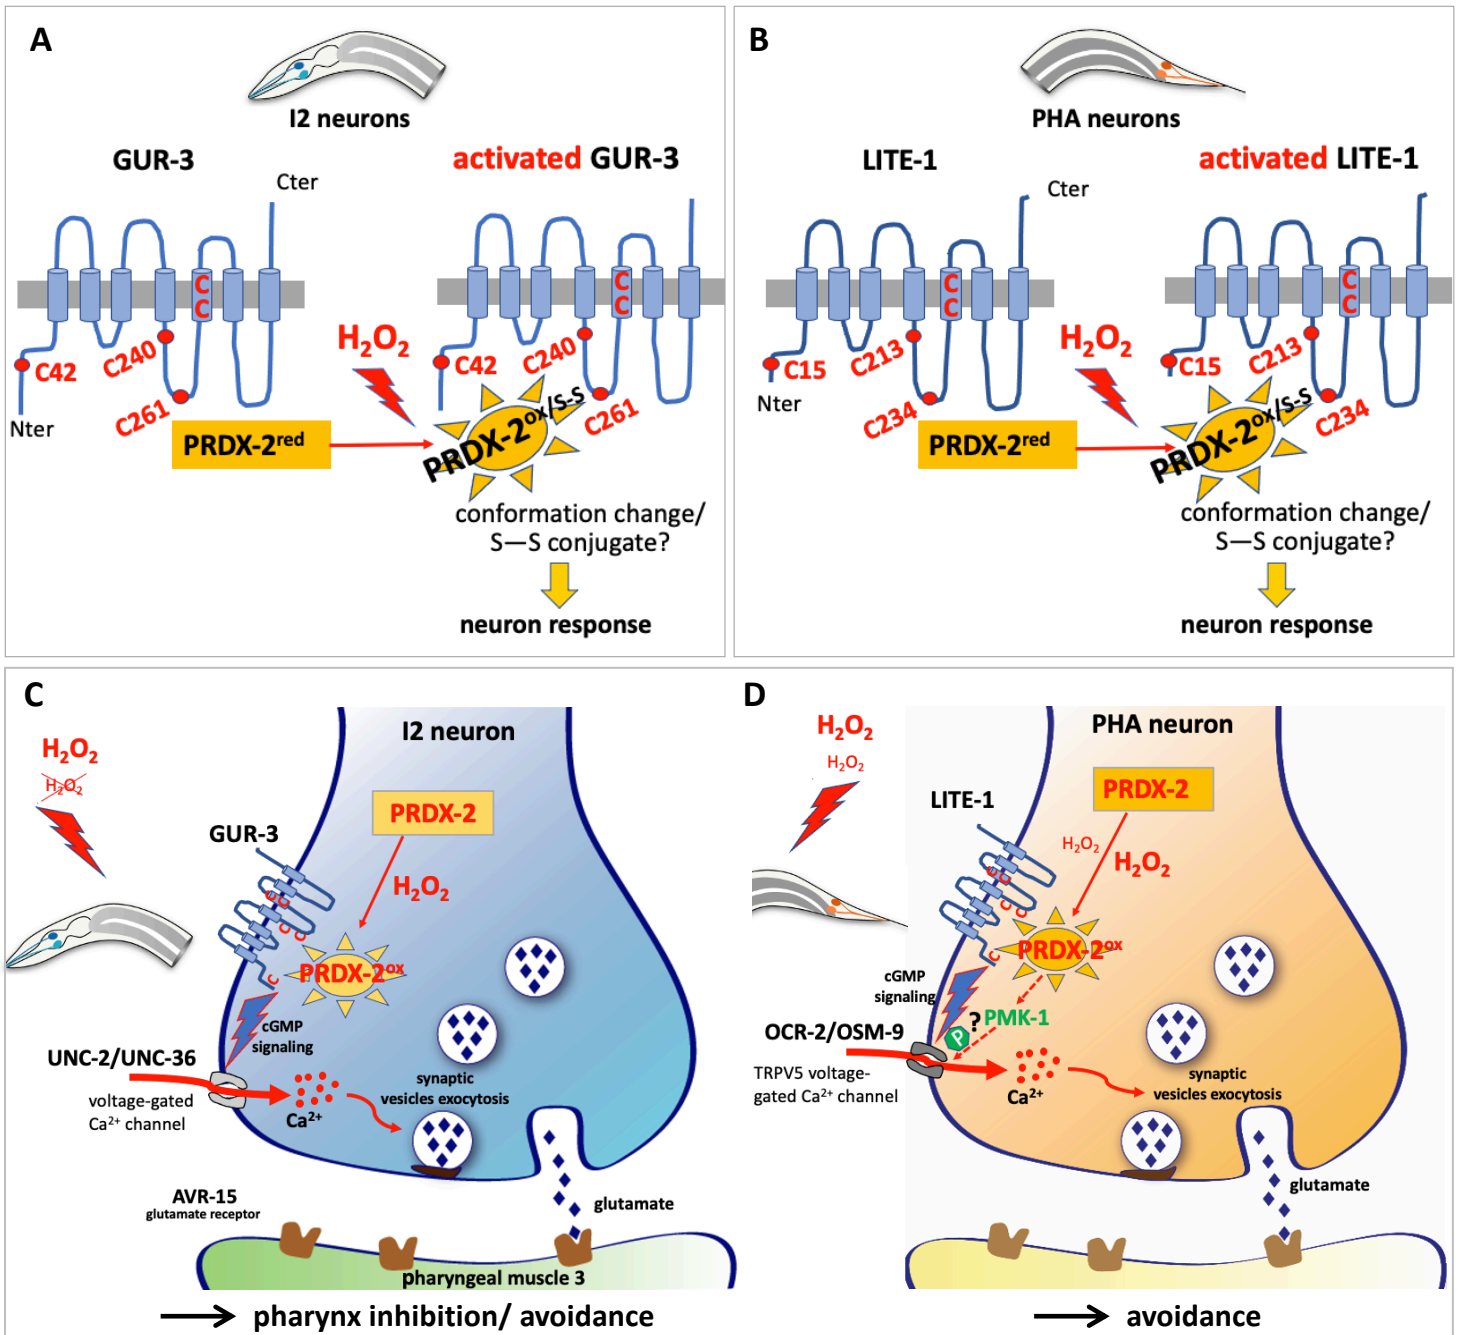 A
I2 neurons
GUR-3
activated GUR-3
Cter
C
C
C
C
H₂O₂
C42
C240
C261
Nter
C42
C240
C261
PRDX-2red
PRDX-2ox/S-S
conformation change/
S—S conjugate?
neuron response
B
PHA neurons
LITE-1
activated LITE-1
Cter
C
C
C
C
H₂O₂
C15
C213
C234
Nter
C15
C213
C234
PRDX-2red
PRDX-2ox/S-S
conformation change/
S—S conjugate?
neuron response
C
I2 neuron
H₂O₂
H₂O₂
PRDX-2
GUR-3
H₂O₂
C
C
C
C
C
PRDX-2ox
cGMP
signaling
UNC-2/UNC-36
voltage-gated
Ca²⁺ channel
Ca²⁺
synaptic
vesicles exocytosis
AVR-15
glutamate receptor
glutamate
pharyngeal muscle 3
pharynx inhibition/ avoidance
D
PHA neuron
H₂O₂
H₂O₂
PRDX-2
LITE-1
H₂O₂
H₂O₂
C
C
C
C
C
PRDX-2ox
cGMP
signaling
? PMK-1
P
OCR-2/OSM-9
TRPV5 voltage-
gated Ca²⁺ channel
Ca²⁺
synaptic
vesicles exocytosis
glutamate
avoidance